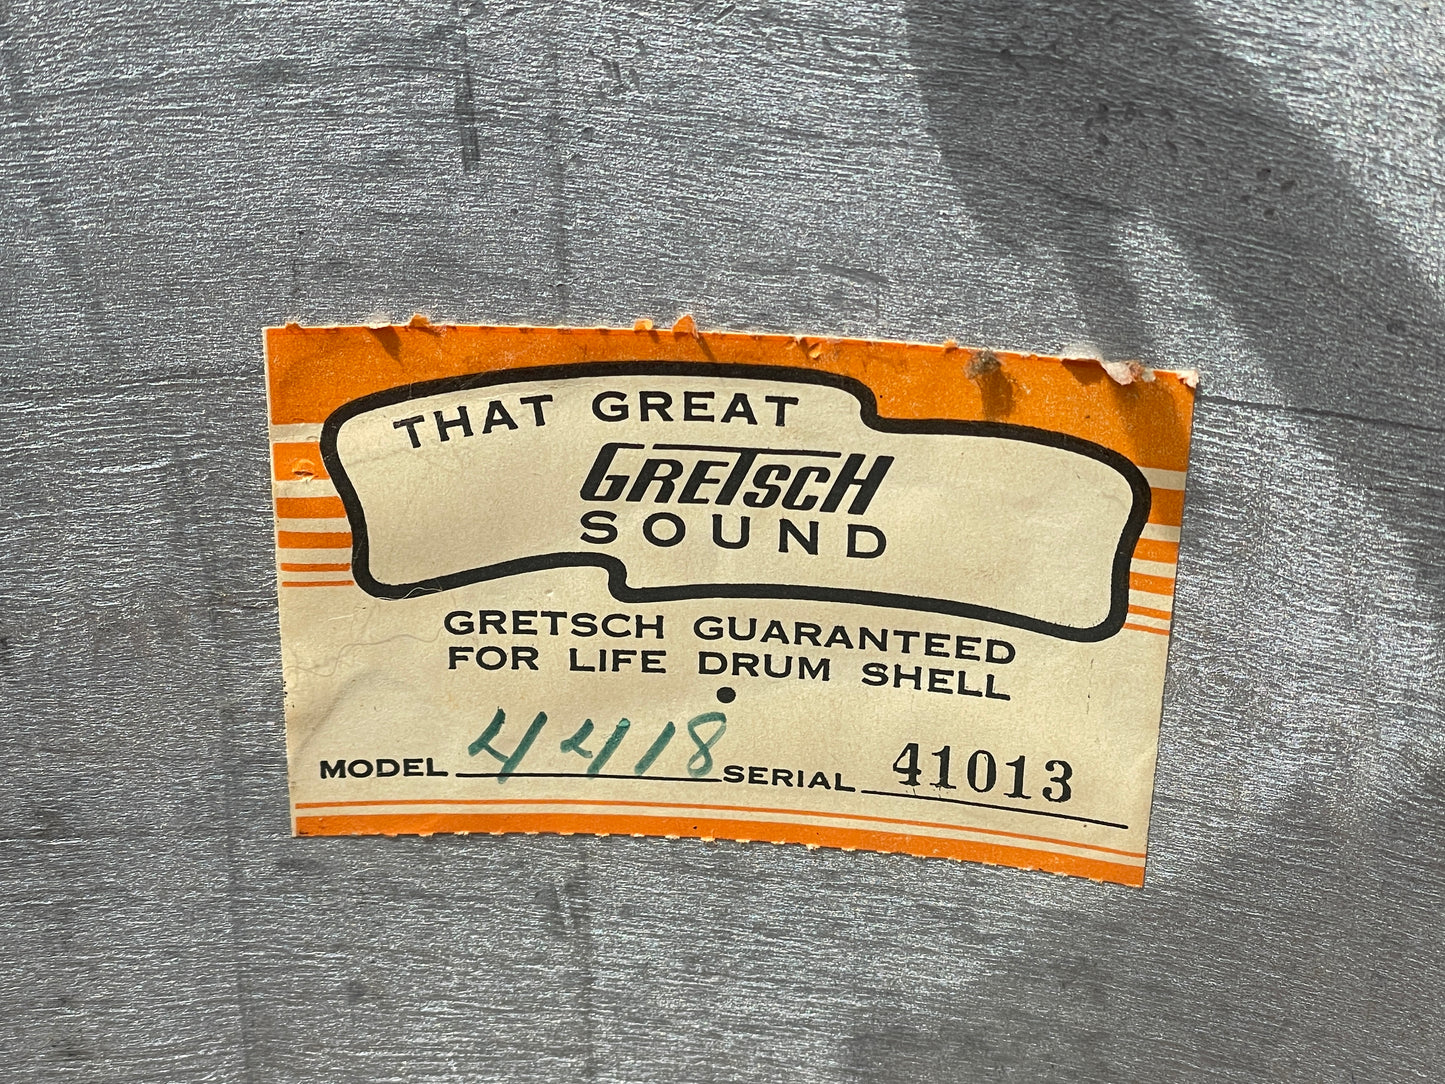 THAT GREAT
GRETSCH
SOUND
GRETSCH GUARANTEED
FOR LIFE DRUM SHELL
MODEL 4418 SERIAL 41013